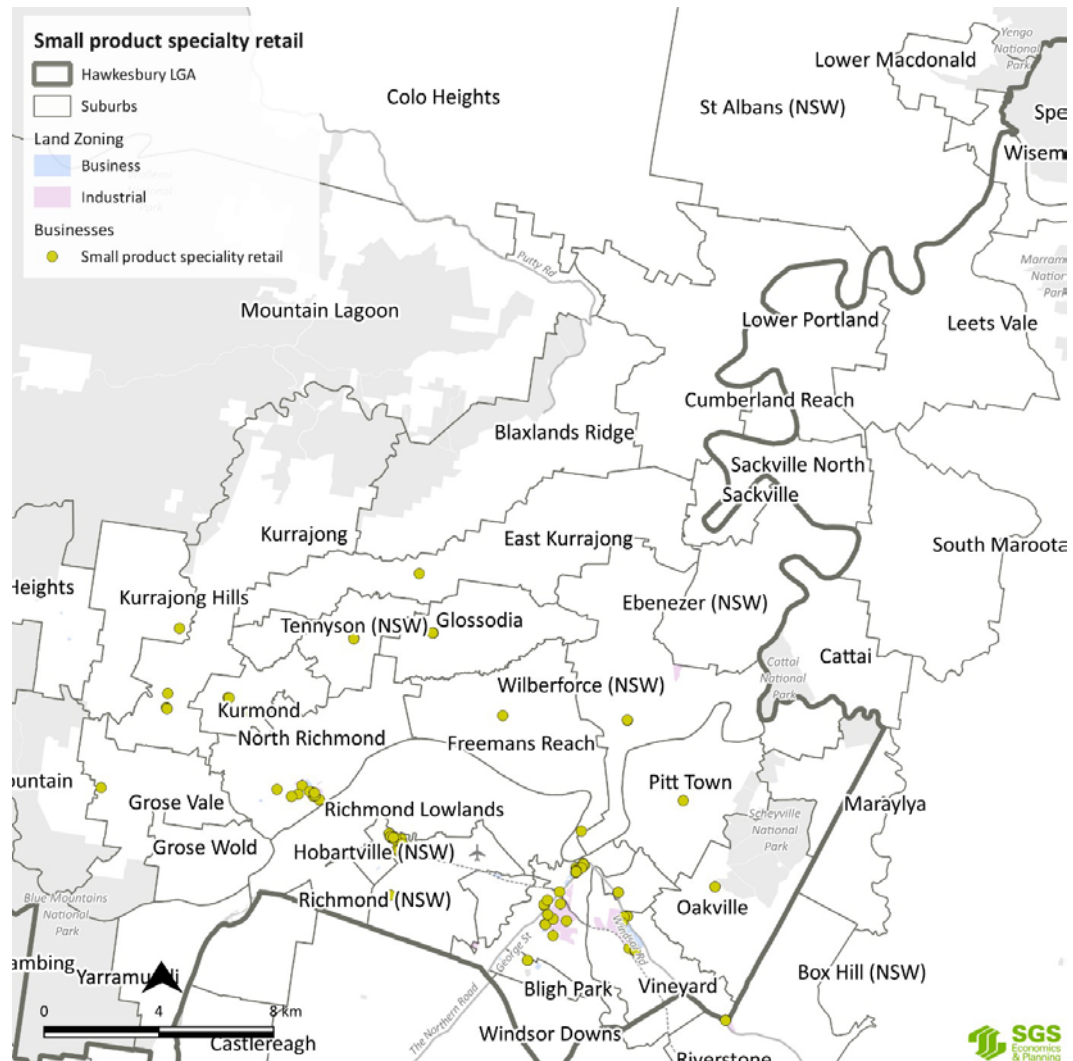 Small product specialty retail
Hawkesbury LGA
Suburbs
Land Zoning
Business
Industrial
Businesses
Small product speciality retail
Yengo
National
Park
Lower Macdonald
Colo Heights
St Albans (NSW)
Spe
Wisem
Putty Rd
Mountain Lagoon
Lower Portland
Leets Vale
Cumberland Reach
Blaxlands Ridge
Sackville North
Sackville
Kurrajong
East Kurrajong
South Maroota
Heights
Kurrajong Hills
Ebenezer (NSW)
Tennyson (NSW)
Glossodia
Cattai
National
Park
Cattai
Wilberforce (NSW)
Kurmond
North Richmond
Freemans Reach
Pitt Town
ountain
Grose Vale
Richmond Lowlands
Maraylya
Scheyville
National
Park
Grose Wold
Hobartville (NSW)
Richmond (NSW)
Oakville
Blue Mountains
National
Park
George St
Windsor Rd
ambing
Box Hill (NSW)
Bligh Park
Vineyard
The Northern Road
Windsor Downs
0 4 8 km
Castlereagh
Riverstone
SGS
Economics
& Planning